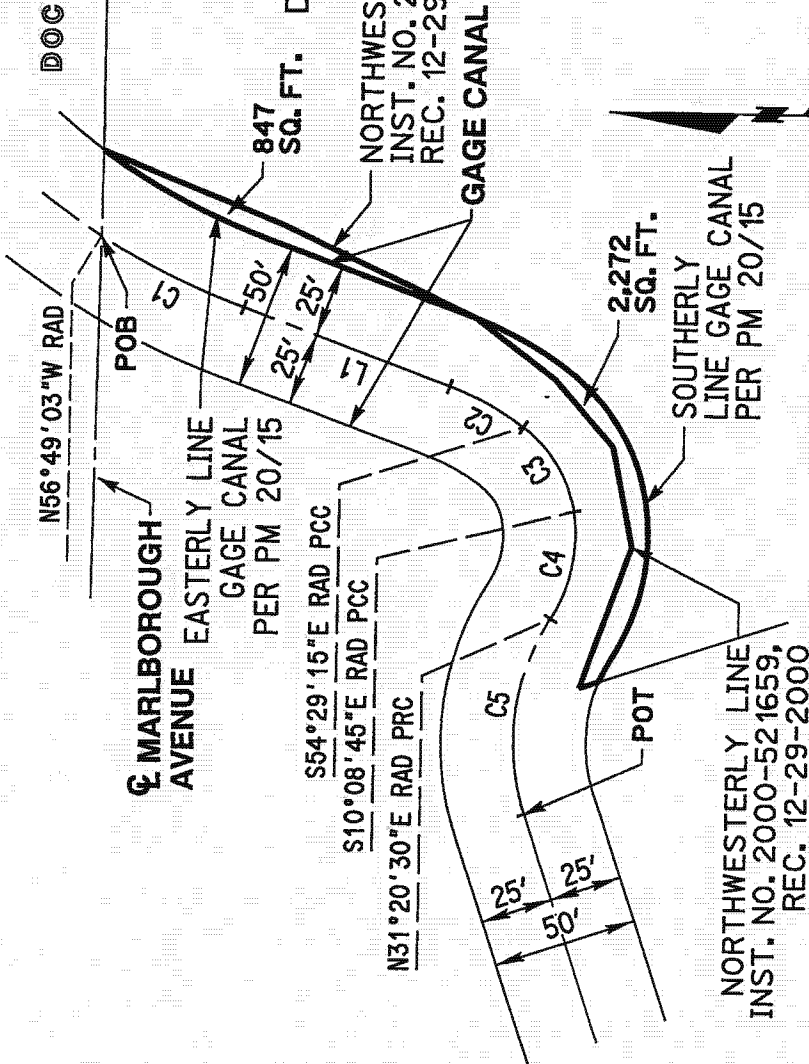 DOC
847
SQ. FT.
NORTHWES
INST. NO. 2
REC. 12-29
GAGE CANAL
N56°49'03"W RAD
POB
C1
50'
25'
25'
L1
C2
C3
C4
C5
℄ MARLBOROUGH
AVENUE
EASTERLY LINE
GAGE CANAL
PER PM 20/15
S54°29'15"E RAD PCC
S10°08'45"E RAD PCC
N31°20'30"E RAD PRC
2,272
SQ. FT.
SOUTHERLY
LINE GAGE CANAL
PER PM 20/15
POT
25'
25'
50'
NORTHWESTERLY LINE
INST. NO. 2000-521659,
REC. 12-29-2000